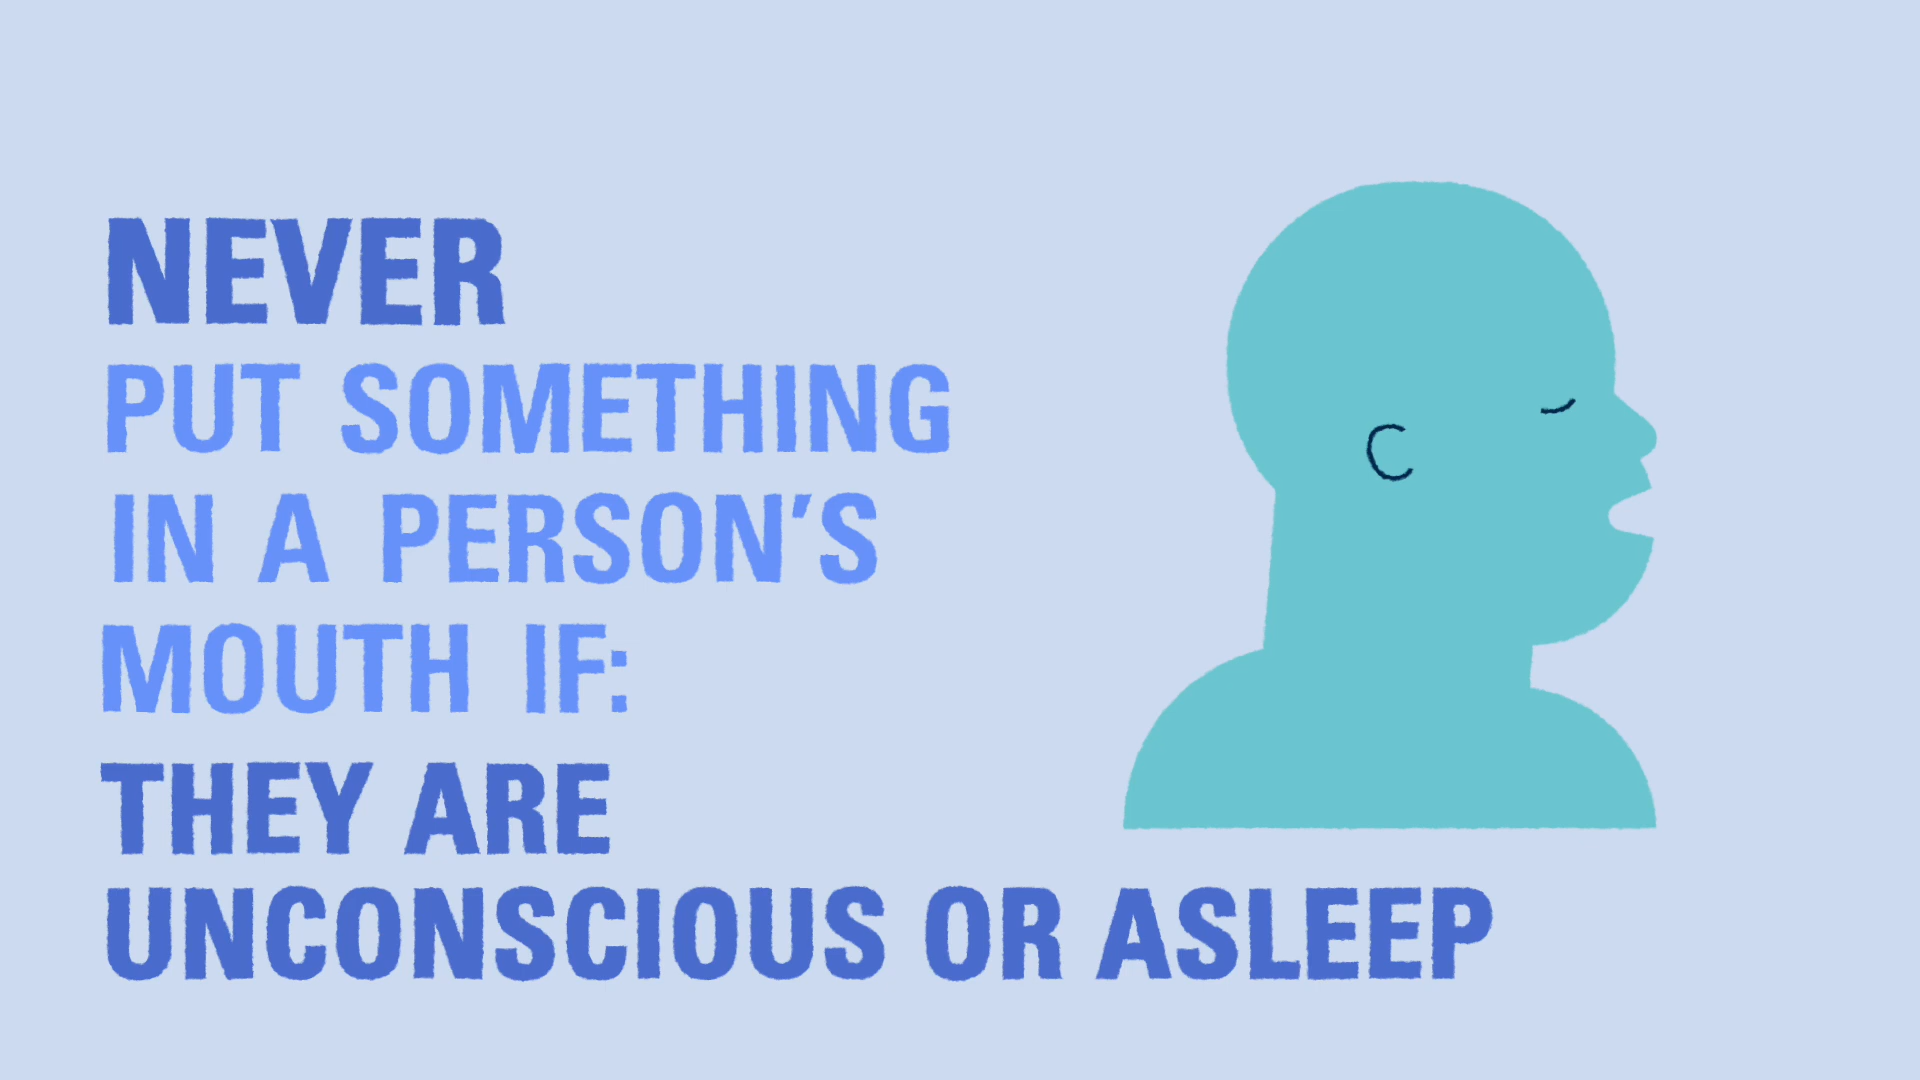 NEVER
PUT SOMETHING
IN A PERSON'S
MOUTH IF:
THEY ARE
UNCONSCIOUS OR ASLEEP